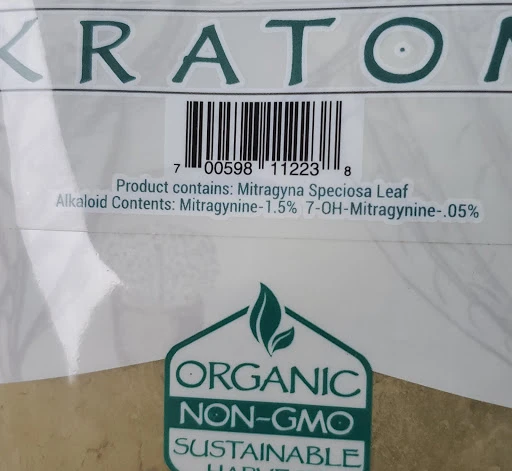 KRATOM
7 00598 11223 8
Product contains: Mitragyna Speciosa Leaf
Alkaloid Contents: Mitragynine-1.5% 7-OH-Mitragynine-.05%
ORGANIC
NON-GMO
SUSTAINABLE